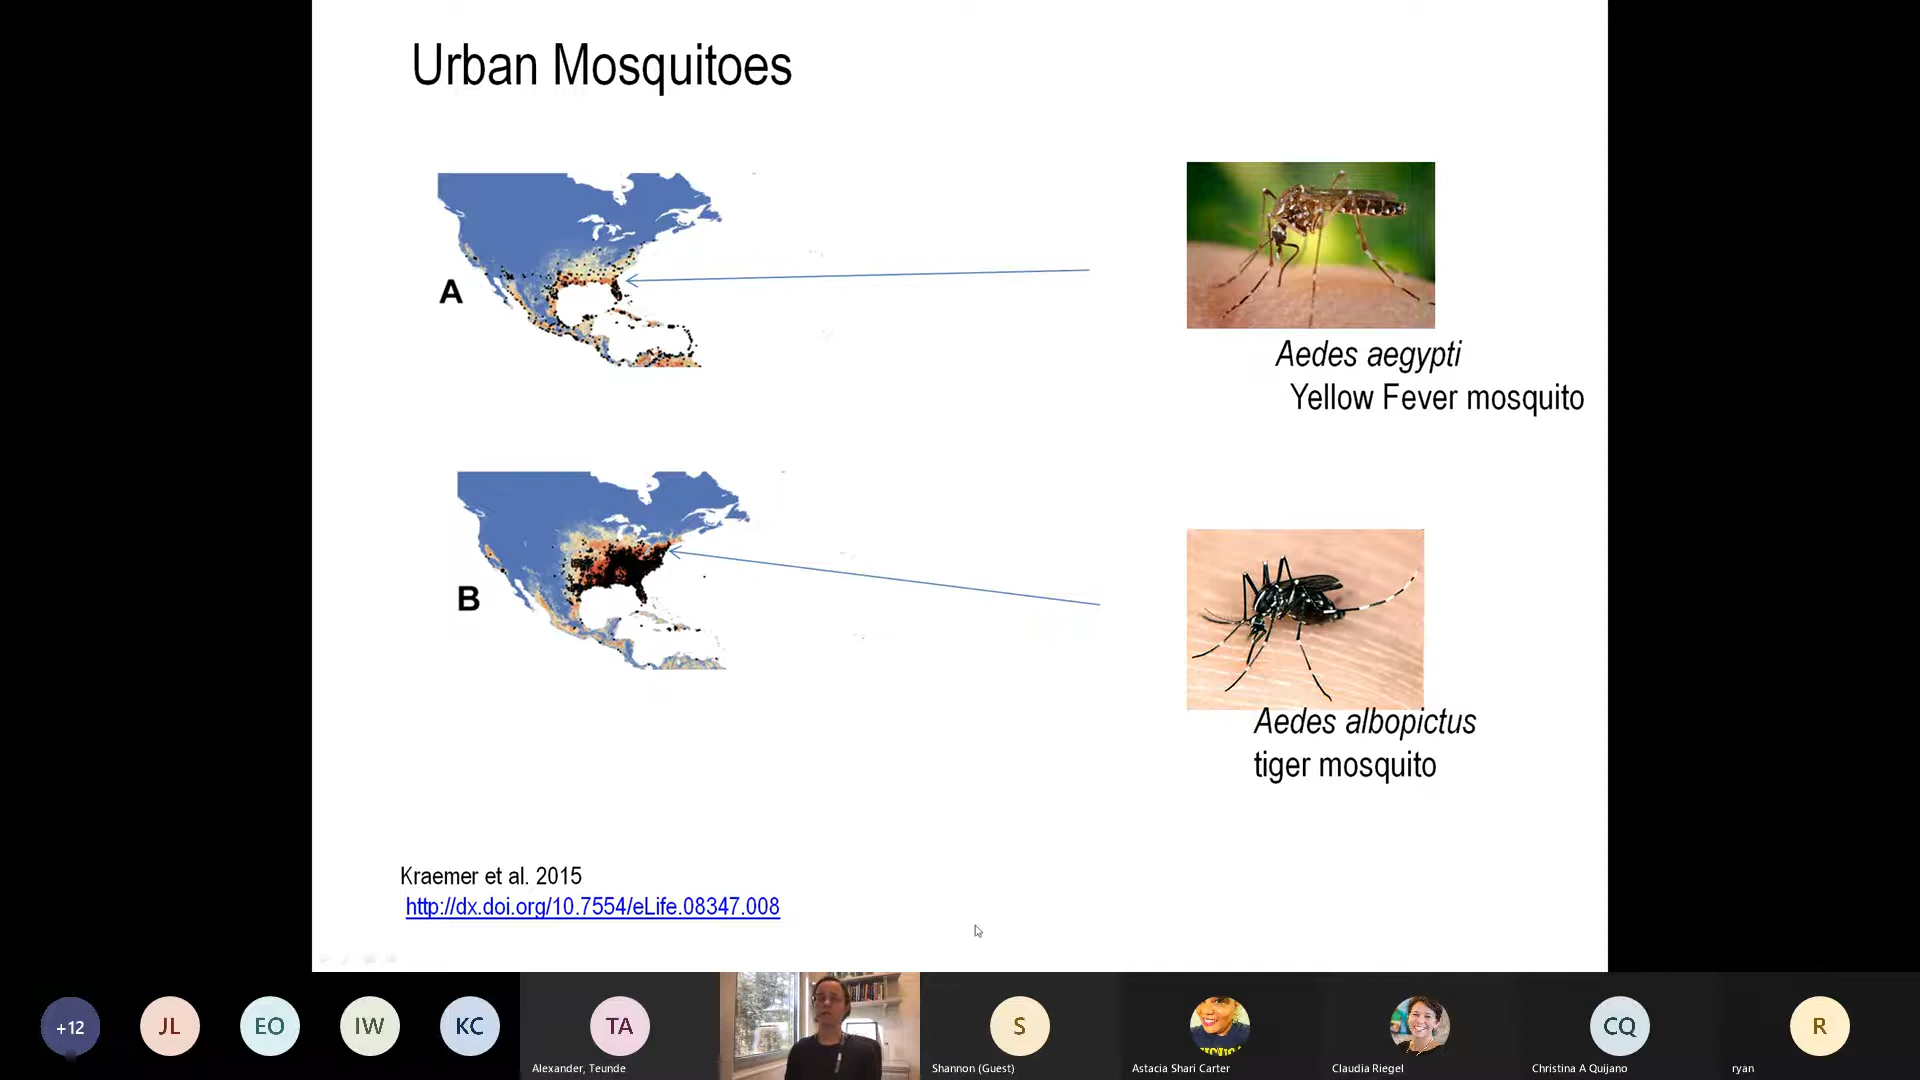 Urban Mosquitoes
A
Aedes aegypti
Yellow Fever mosquito
B
Aedes albopictus
tiger mosquito
Kraemer et al. 2015
http://dx.doi.org/10.7554/eLife.08347.008
+12
JL
EO
IW
KC
TA
S
CQ
R
Alexander, Teunde
Shannon (Guest)
Astacia Shari Carter
Claudia Riegel
Christina A Quijano
ryan